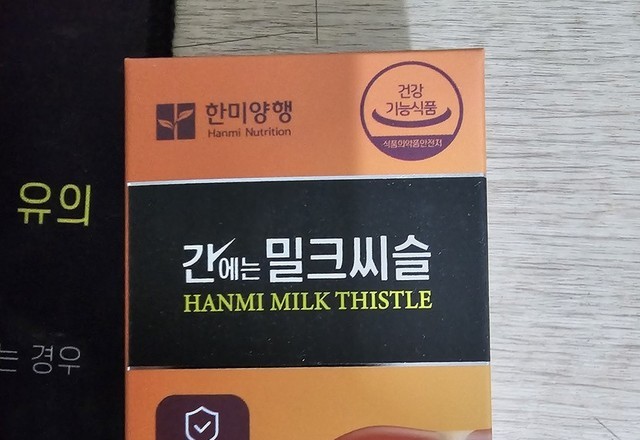 한미양행
Hanmi Nutrition
건강
기능식품
식품의약품안전처
간에는 밀크씨슬
HANMI MILK THISTLE
유의
는 경우